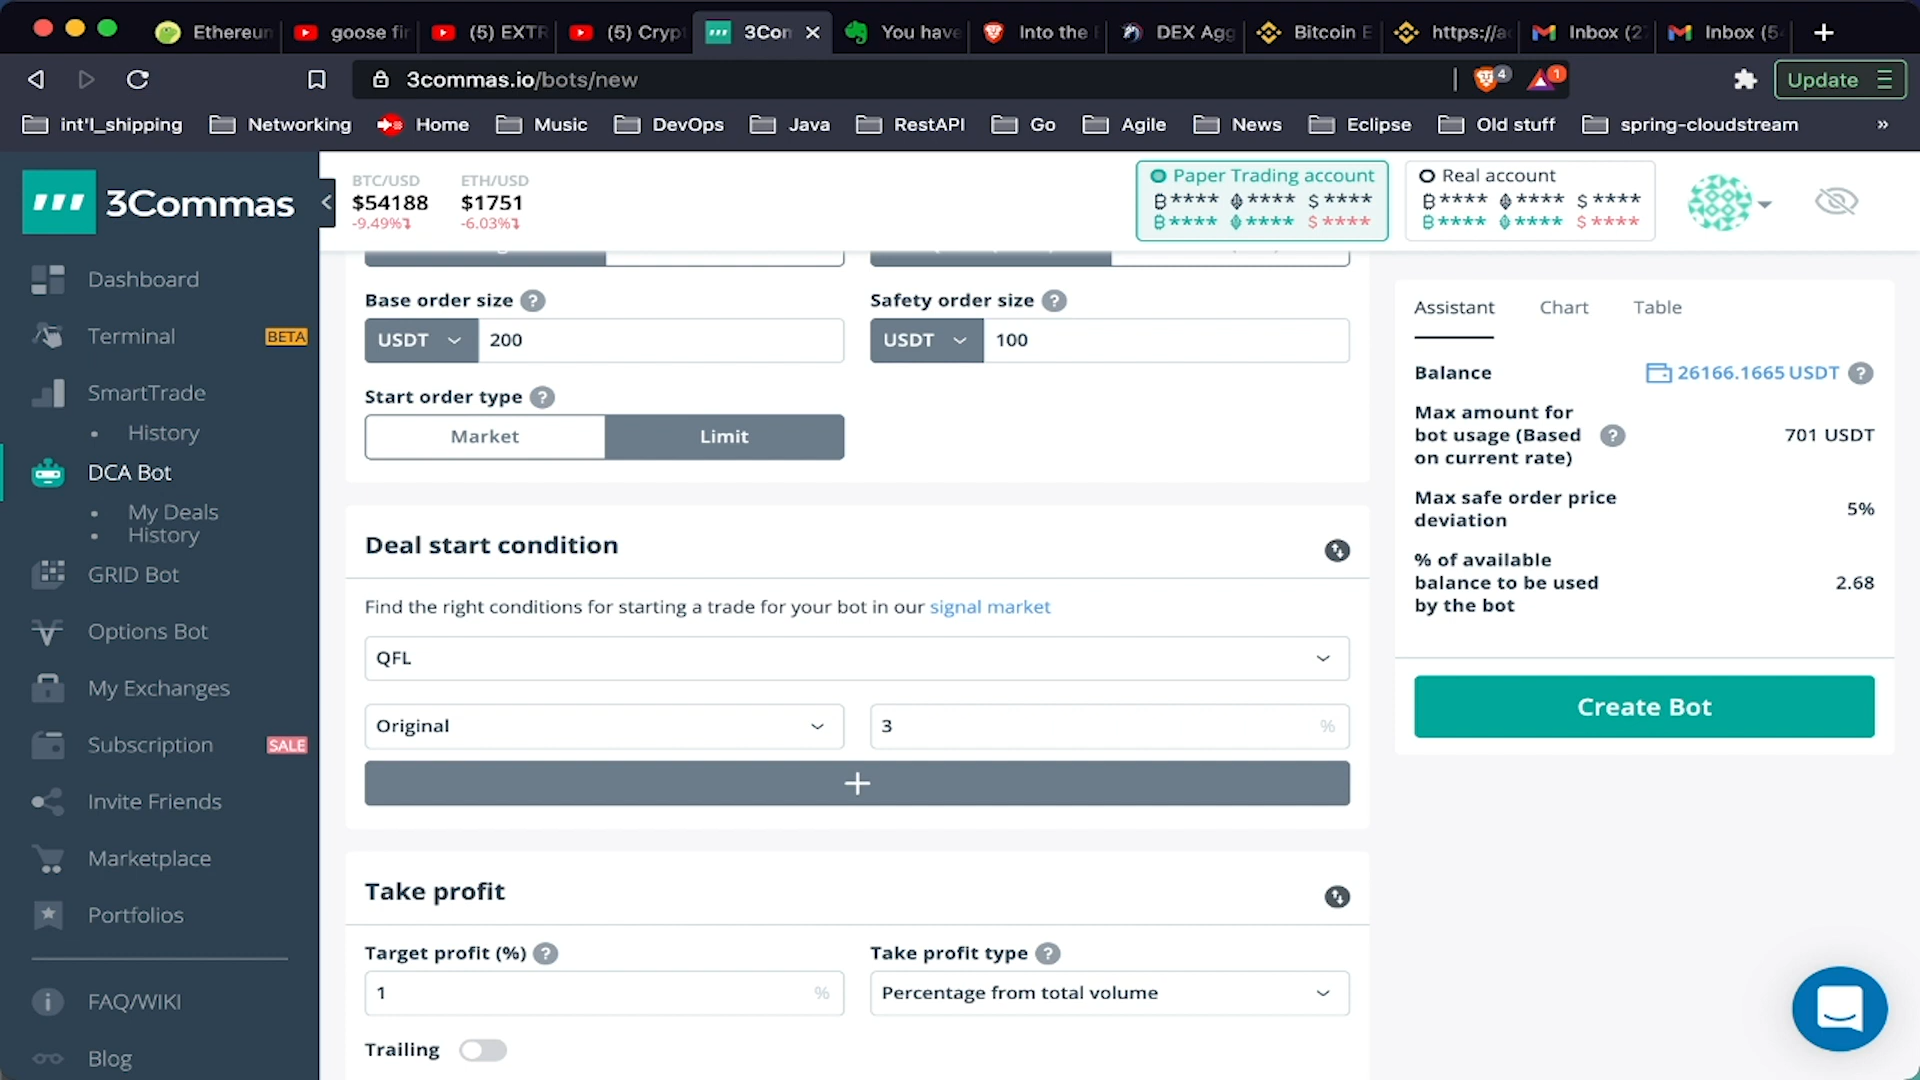 Ethereun
goose fir
(5) EXTR
(5) Cryp
3Con
You have
Into the
DEX Agg
Bitcoin E
https://a
Inbox (2
Inbox (5
3commas.io/bots/new
4
1
Update
int'l_shipping
Networking
Home
Music
DevOps
Java
RestAPI
Go
Agile
News
Eclipse
Old stuff
spring-cloudstream
»
3Commas
BTC/USD
$54188
-9.49%
ETH/USD
$1751
-6.03%
Paper Trading account
**** **** $ ****
**** **** $ ****
Real account
**** **** $ ****
**** **** $ ****
Dashboard
Terminal
BETA
SmartTrade
• History
DCA Bot
• My Deals
• History
GRID Bot
Options Bot
My Exchanges
Subscription
SALE
Invite Friends
Marketplace
Portfolios
FAQ/WIKI
Blog
Base order size ?
USDT 200
Safety order size ?
USDT 100
Start order type ?
Market
Limit
Deal start condition
Find the right conditions for starting a trade for your bot in our signal market
QFL
Original
3 %
+
Take profit
Target profit (%) ?
1 %
Take profit type ?
Percentage from total volume
Trailing
Assistant
Chart
Table
Balance
26166.1665 USDT ?
Max amount for
bot usage (Based
on current rate)
?
701 USDT
Max safe order price
deviation
5%
% of available
balance to be used
by the bot
2.68
Create Bot